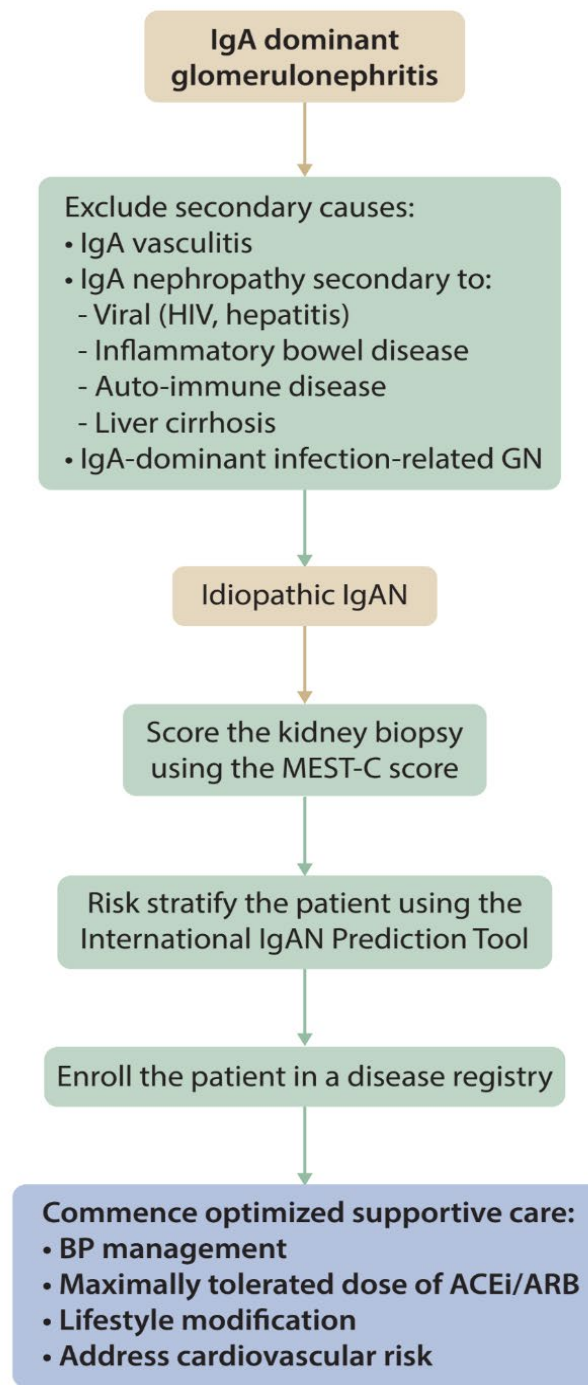 IgA dominant
glomerulonephritis
Exclude secondary causes:
• IgA vasculitis
• IgA nephropathy secondary to:
- Viral (HIV, hepatitis)
- Inflammatory bowel disease
- Auto-immune disease
- Liver cirrhosis
• IgA-dominant infection-related GN
Idiopathic IgAN
Score the kidney biopsy
using the MEST-C score
Risk stratify the patient using the
International IgAN Prediction Tool
Enroll the patient in a disease registry
Commence optimized supportive care:
• BP management
• Maximally tolerated dose of ACEi/ARB
• Lifestyle modification
• Address cardiovascular risk